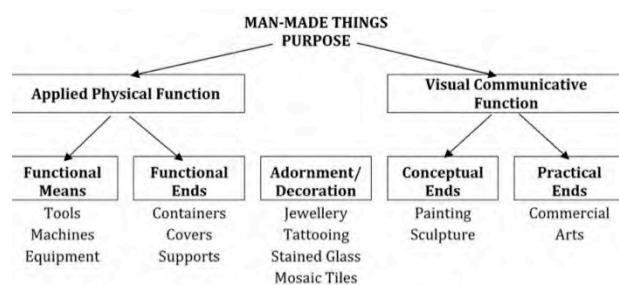 MAN-MADE THINGS
PURPOSE
Applied Physical Function
Visual Communicative
Function
Functional
Means
Tools
Machines
Equipment
Functional
Ends
Containers
Covers
Supports
Adornment/
Decoration
Jewellery
Tattooing
Stained Glass
Mosaic Tiles
Conceptual
Ends
Painting
Sculpture
Practical
Ends
Commercial
Arts